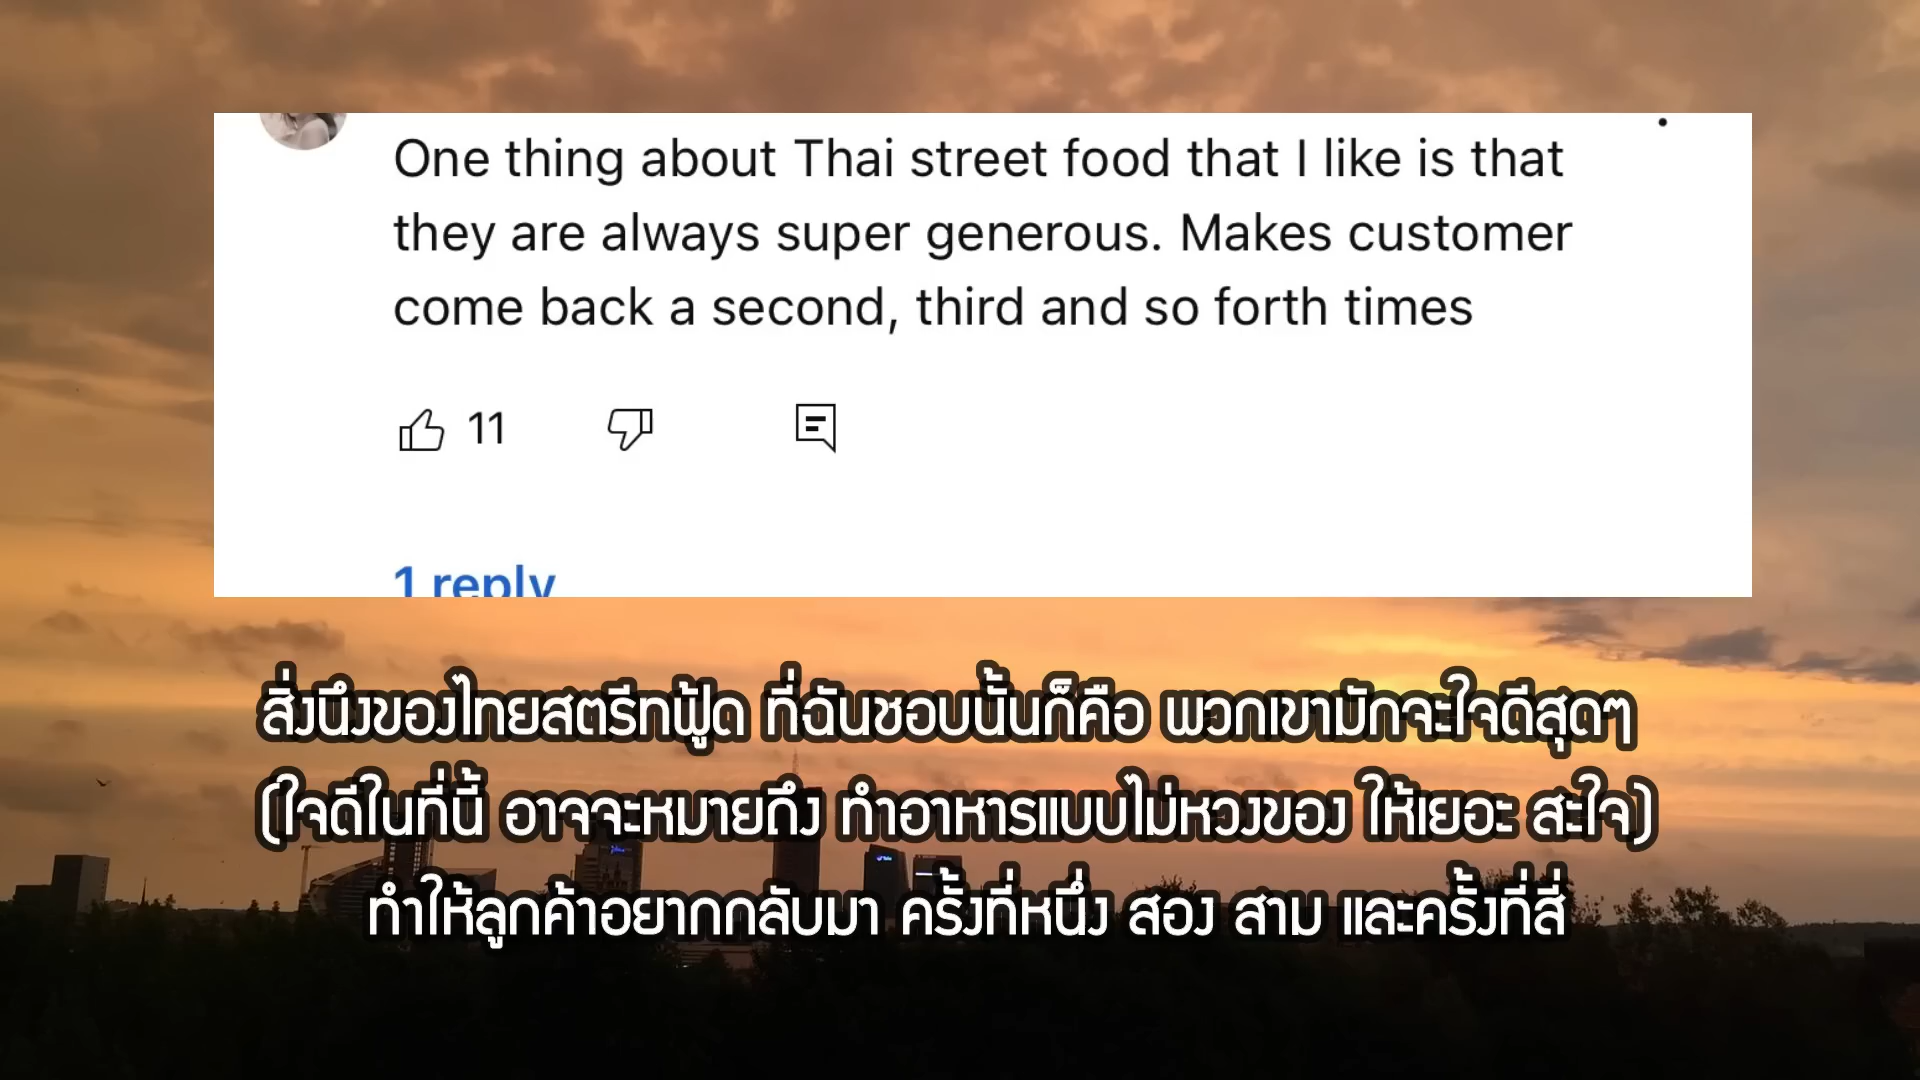 One thing about Thai street food that I like is that
they are always super generous. Makes customer
come back a second, third and so forth times
11
1 reply
สิ่งนึงของไทยสตรีทฟู้ด ที่ฉันชอบนั้นก็คือ พวกเขามักจะใจดีสุดๆ
(ใจดีในที่นี้ อาจจะหมายถึง ทำอาหารแบบไม่หวงของ ให้เยอะ สะใจ)
ทำให้ลูกค้าอยากกลับมา ครั้งที่หนึ่ง สอง สาม และครั้งที่สี่